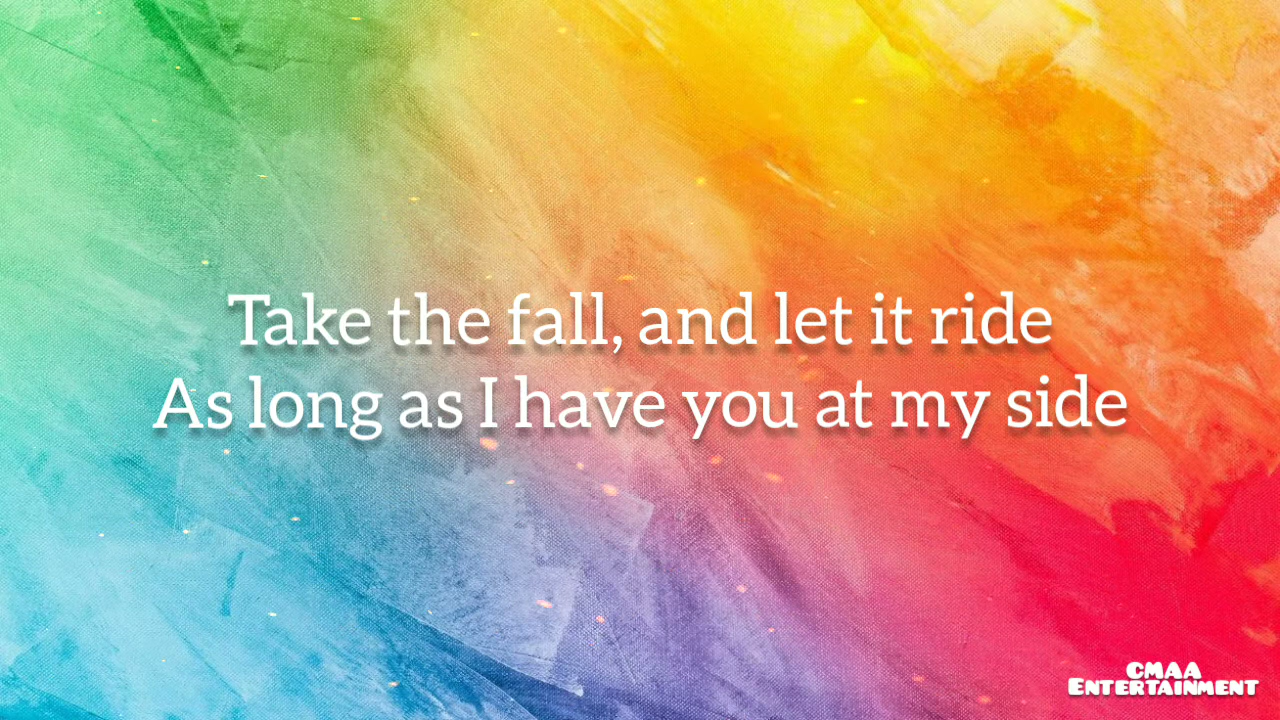 Take the fall, and let it ride
As long as I have you at my side
CMAA
ENTERTAINMENT